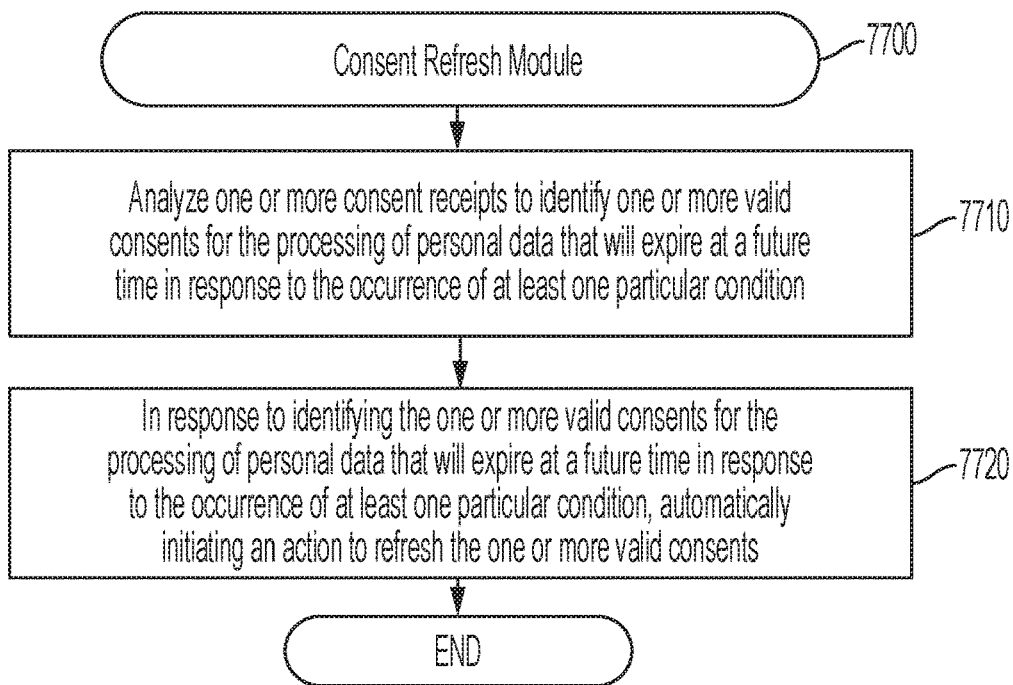 Consent Refresh Module
7700
Analyze one or more consent receipts to identify one or more valid
consents for the processing of personal data that will expire at a future
time in response to the occurrence of at least one particular condition
7710
In response to identifying the one or more valid consents for the
processing of personal data that will expire at a future time in response
to the occurrence of at least one particular condition, automatically
initiating an action to refresh the one or more valid consents
7720
END